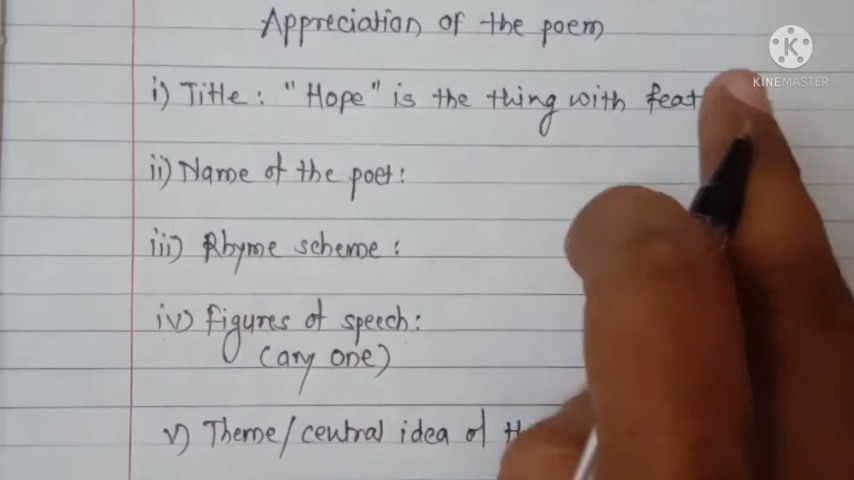 Appreciation of the poem
K
KINEMASTER
i) Title: "Hope" is the thing with feat
ii) Name of the poet:
iii) Rhyme scheme:
iv) Figures of speech:
(any one)
v) Theme/central idea of